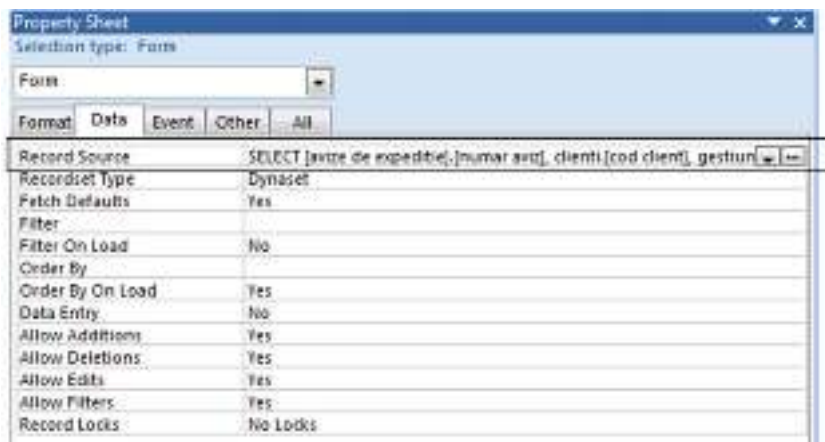 Property Sheet
Selection type: Form
Form
Format Data Event Other All
Record Source SELECT [avize de expeditie].[numar aviz], clienti.[cod client], gestiun
Recordset Type Dynaset
Fetch Defaults Yes
Filter
Filter On Load No
Order By
Order By On Load Yes
Data Entry No
Allow Additions Yes
Allow Deletions Yes
Allow Edits Yes
Allow Filters Yes
Record Locks No Locks